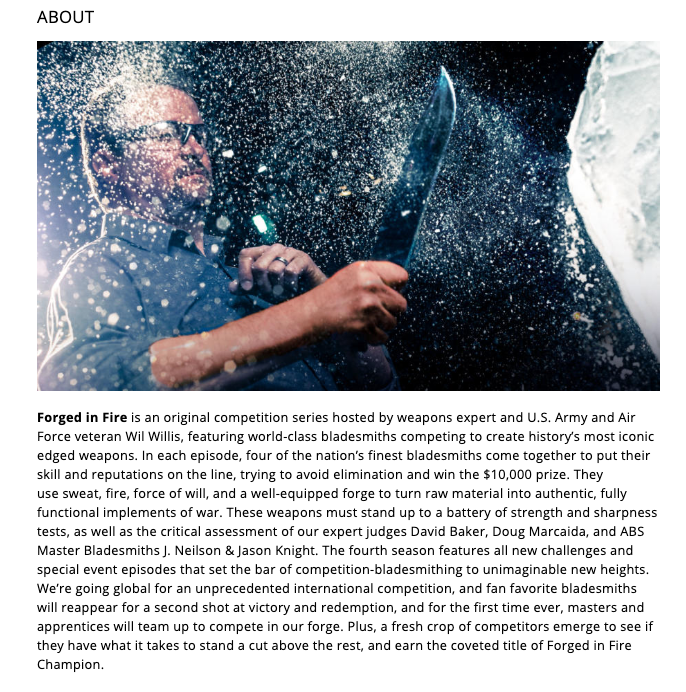 ABOUT
Forged in Fire is an original competition series hosted by weapons expert and U.S. Army and Air
Force veteran Wil Willis, featuring world-class bladesmiths competing to create history’s most iconic
edged weapons. In each episode, four of the nation’s finest bladesmiths come together to put their
skill and reputations on the line, trying to avoid elimination and win the $10,000 prize. They
use sweat, fire, force of will, and a well-equipped forge to turn raw material into authentic, fully
functional implements of war. These weapons must stand up to a battery of strength and sharpness
tests, as well as the critical assessment of our expert judges David Baker, Doug Marcaida, and ABS
Master Bladesmiths J. Neilson & Jason Knight. The fourth season features all new challenges and
special event episodes that set the bar of competition-bladesmithing to unimaginable new heights.
We’re going global for an unprecedented international competition, and fan favorite bladesmiths
will reappear for a second shot at victory and redemption, and for the first time ever, masters and
apprentices will team up to compete in our forge. Plus, a fresh crop of competitors emerge to see if
they have what it takes to stand a cut above the rest, and earn the coveted title of Forged in Fire
Champion.